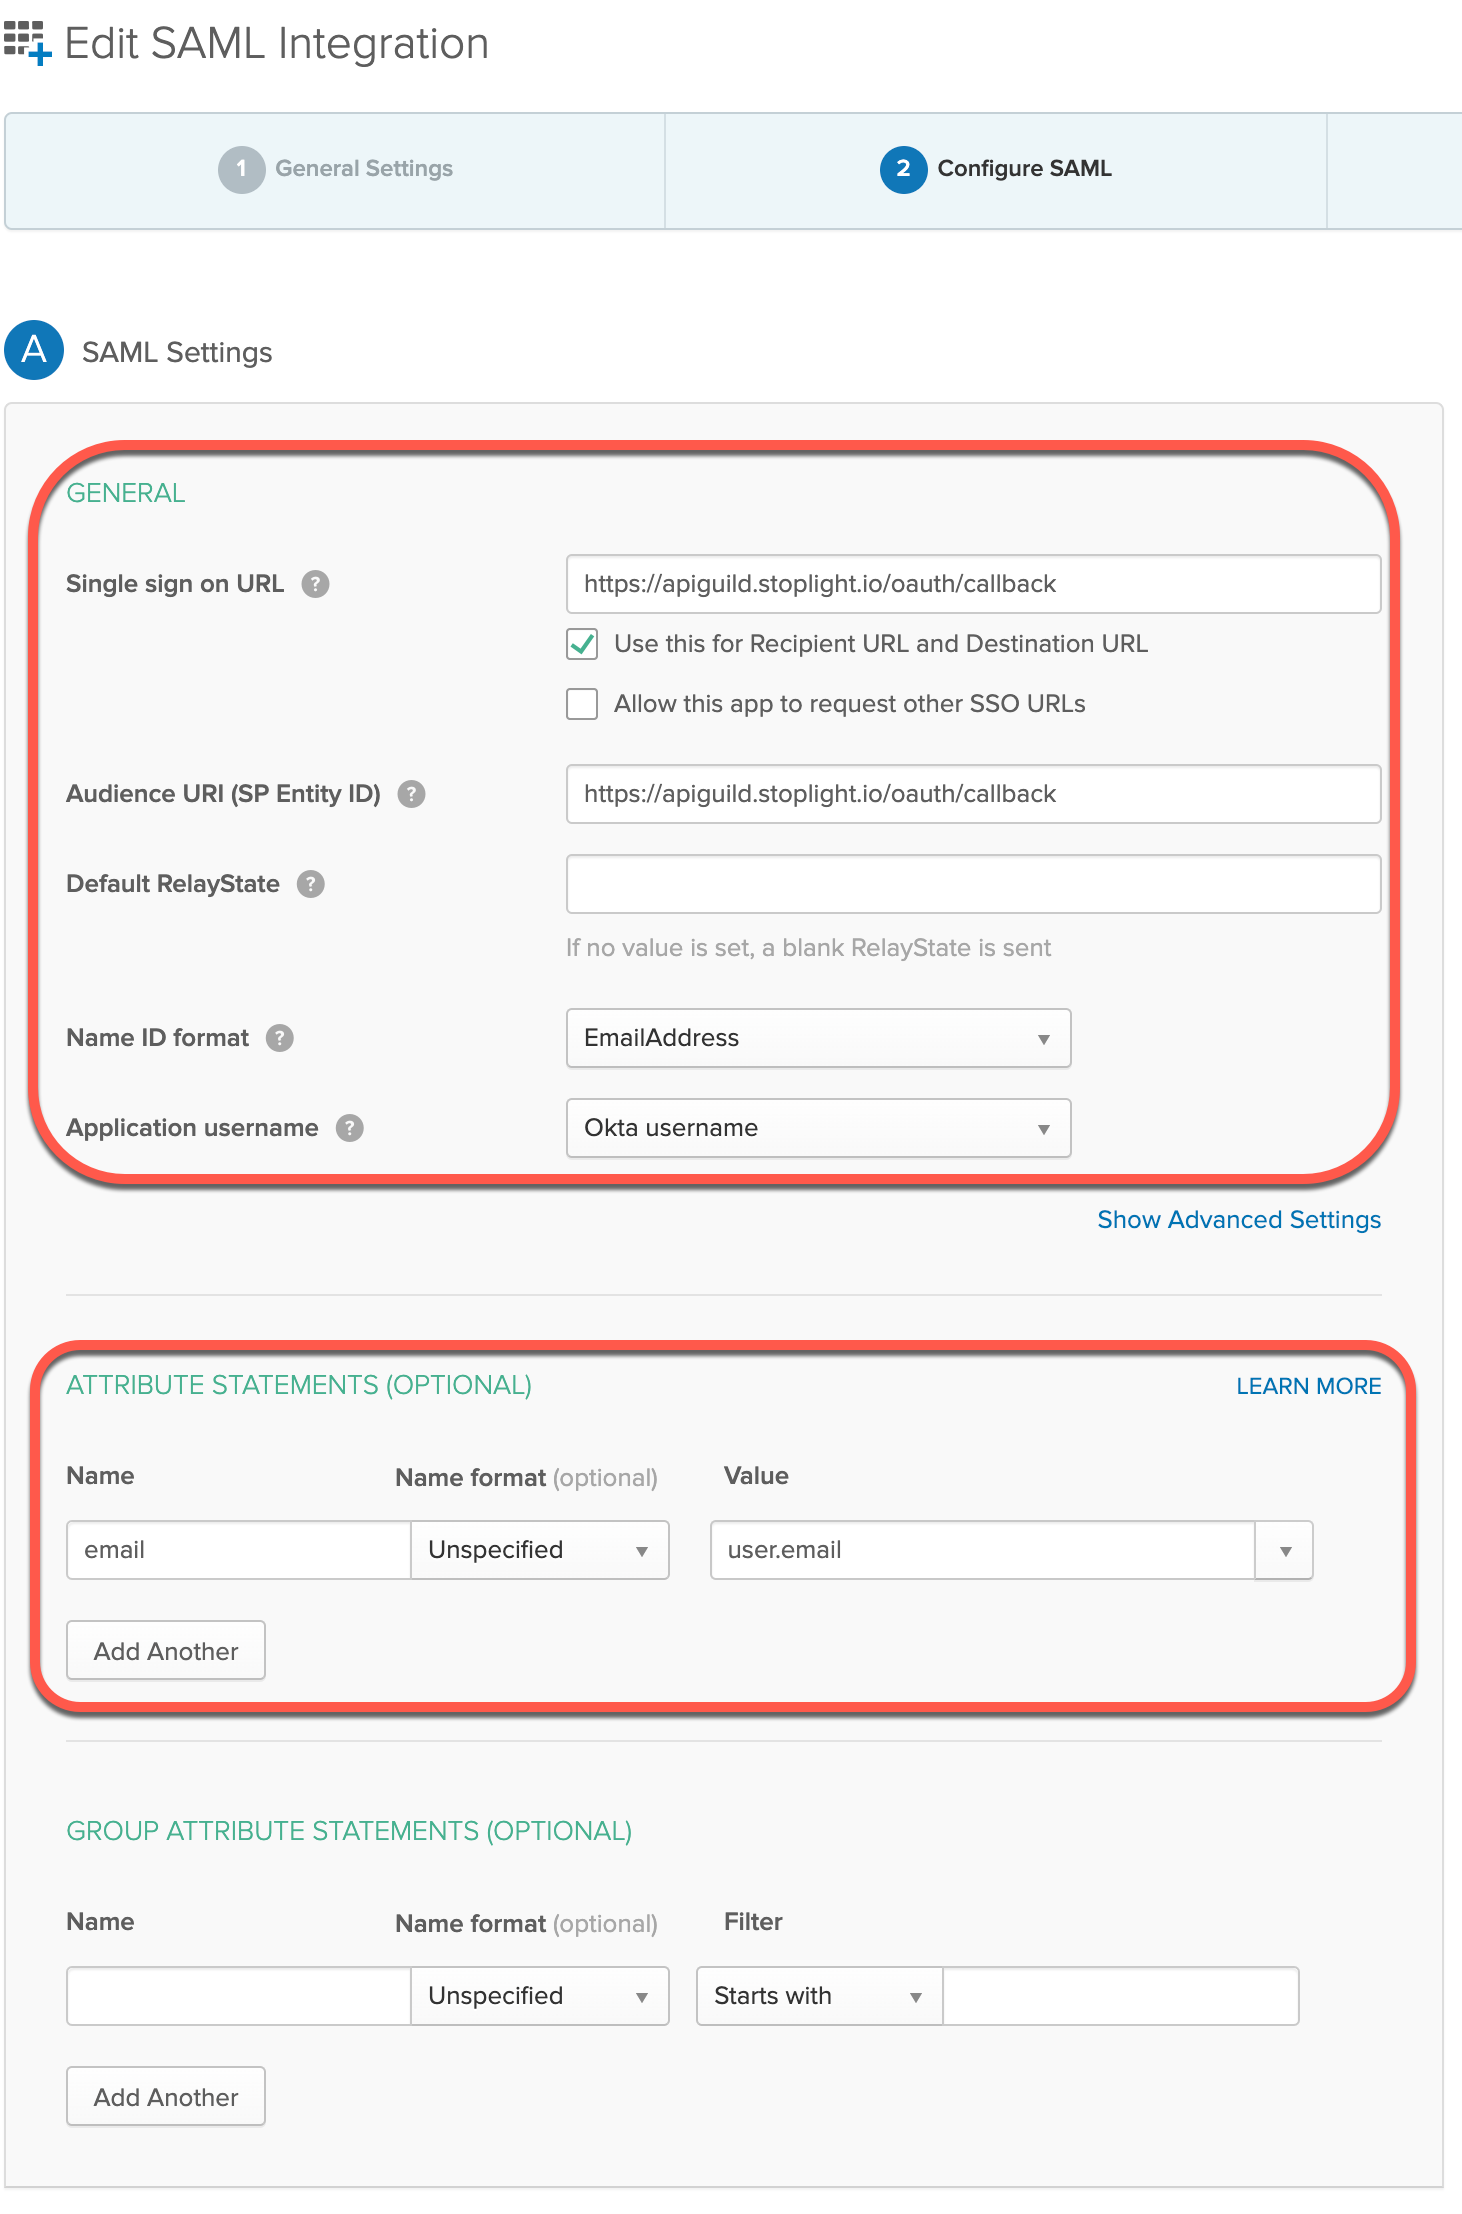 Edit SAML Integration
1 General Settings
2 Configure SAML
A SAML Settings
GENERAL
Single sign on URL ? https://apiguild.stoplight.io/oauth/callback
Use this for Recipient URL and Destination URL
Allow this app to request other SSO URLs
Audience URI (SP Entity ID) ? https://apiguild.stoplight.io/oauth/callback
Default RelayState ?
If no value is set, a blank RelayState is sent
Name ID format ? EmailAddress
Application username ? Okta username
Show Advanced Settings
ATTRIBUTE STATEMENTS (OPTIONAL) LEARN MORE
Name Name format (optional) Value
email Unspecified user.email
Add Another
GROUP ATTRIBUTE STATEMENTS (OPTIONAL)
Name Name format (optional) Filter
Unspecified Starts with
Add Another